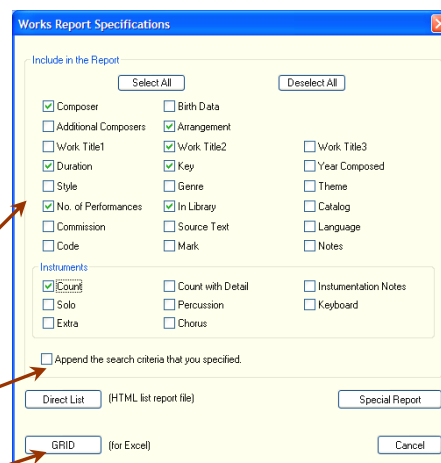 Works Report Specifications
Include in the Report
Select All Deselect All
Composer Birth Data
Additional Composers Arrangement
Work Title1 Work Title2 Work Title3
Duration Key Year Composed
Style Genre Theme
No. of Performances In Library Catalog
Commission Source Text Language
Code Mark Notes
Instruments
Count Count with Detail Instumentation Notes
Solo Percussion Keyboard
Extra Chorus
Append the search criteria that you specified.
Direct List (HTML list report file) Special Report
GRID (for Excel) Cancel